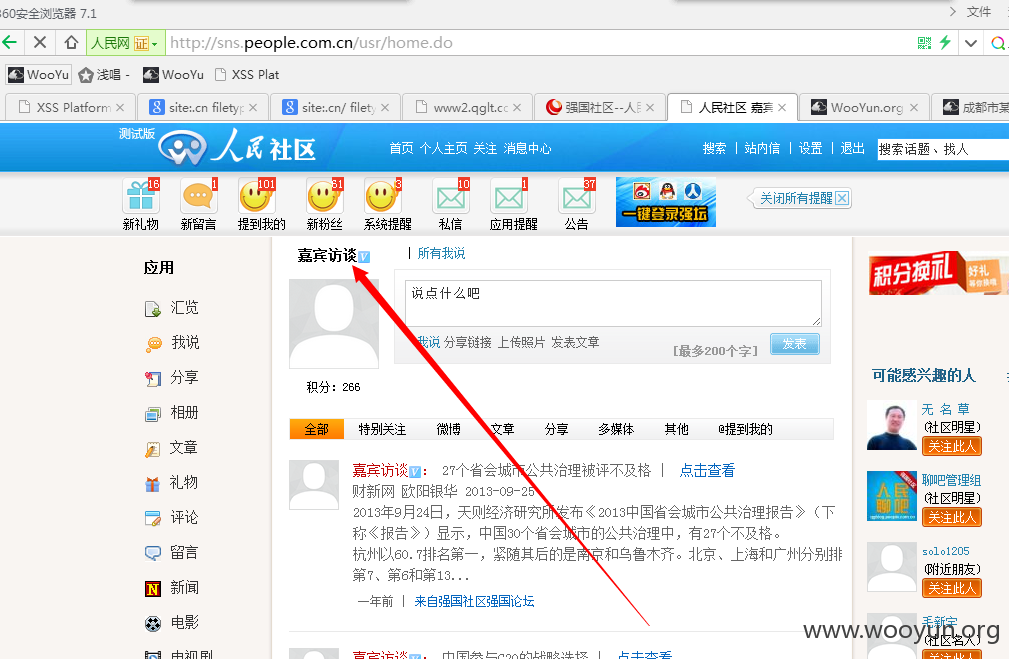 360安全浏览器 7.1
文件
人民网 证
http://sns.people.com.cn/usr/home.do
WooYu 浅唱 - WooYu XSS Plat
XSS Platform
site:.cn filetyp
site:.cn/ filety
www2.qglt.c
强国社区--人民
人民社区 嘉宾
WooYun.org
成都市某
测试版
人民社区
首页 个人主页 关注 消息中心
搜索 | 站内信 | 设置 | 退出
搜索话题、找人
16 1 101 61 3 10 1 37
新礼物 新留言 提到我的 新粉丝 系统提醒 私信 应用提醒 公告
一键登录强坛
关闭所有提醒
应用
汇览
我说
分享
相册
文章
礼物
评论
留言
新闻
电影
电视剧
嘉宾访谈 V | 所有我说
说点什么吧
我说 分享链接 上传照片 发表文章
[最多200个字]
发表
积分：266
全部 特别关注 微博 文章 分享 多媒体 其他 @提到我的
嘉宾访谈 V： 27个省会城市公共治理被评不及格 | 点击查看
财新网 欧阳银华 2013-09-25
2013年9月24日，天则经济研究所发布《2013中国省会城市公共治理报告》（下
称《报告》）显示，中国30个省会城市的公共治理中，有27个不及格。
杭州以60.7排名第一，紧随其后的是南京和乌鲁木齐。北京、上海和广州分别排
第7、第6和第13...
一年前 | 来自强国社区强国论坛
嘉宾访谈 V： 中国参与G20的战略选择 | 点击查看
积分换礼
好礼
等你换
可能感兴趣的人
无 名 草
(社区明星)
关注此人
人民聊吧
聊吧管理组
(社区明星)
关注此人
solo1205
(附近朋友)
关注此人
毛新宇
(社区名人)
关注此人
www.wooyun.org